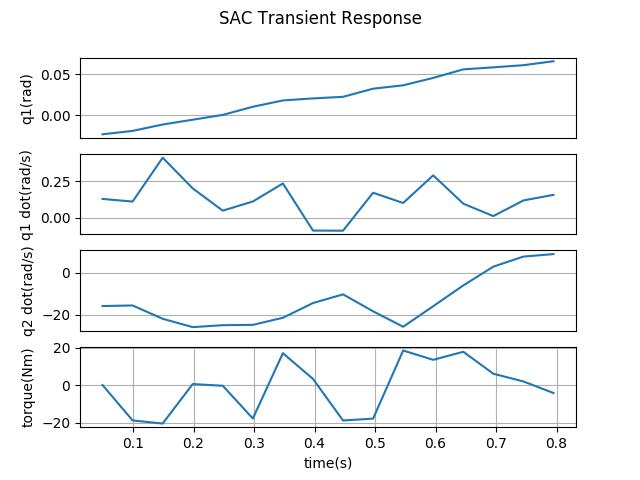 SAC Transient Response
q1(rad)
0.05
0.00
q1 dot(rad/s)
0.25
0.00
q2 dot(rad/s)
0
−20
torque(Nm)
20
0
−20
0.1 0.2 0.3 0.4 0.5 0.6 0.7 0.8
time(s)